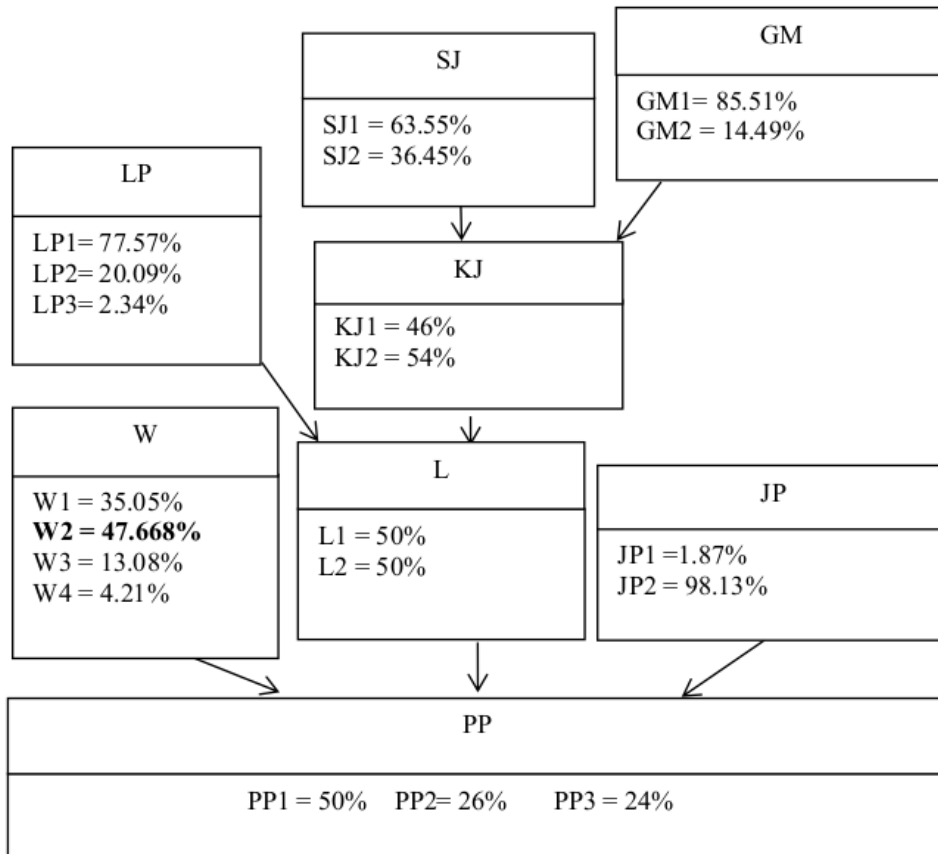 SJ
SJ1 = 63.55%
SJ2 = 36.45%
GM
GM1= 85.51%
GM2 = 14.49%
LP
LP1= 77.57%
LP2= 20.09%
LP3= 2.34%
KJ
KJ1 = 46%
KJ2 = 54%
W
W1 = 35.05%
W2 = 47.668%
W3 = 13.08%
W4 = 4.21%
L
L1 = 50%
L2 = 50%
JP
JP1 =1.87%
JP2 = 98.13%
PP
PP1 = 50% PP2= 26% PP3 = 24%